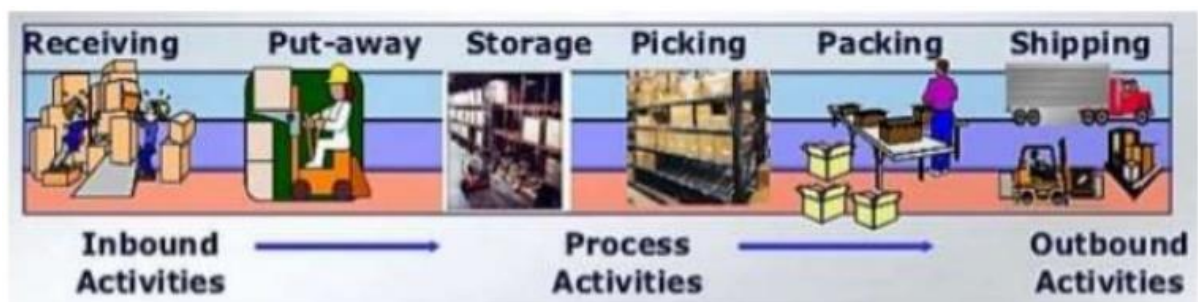 Receiving Put-away Storage Picking Packing Shipping
Inbound Activities
Process Activities
Outbound Activities